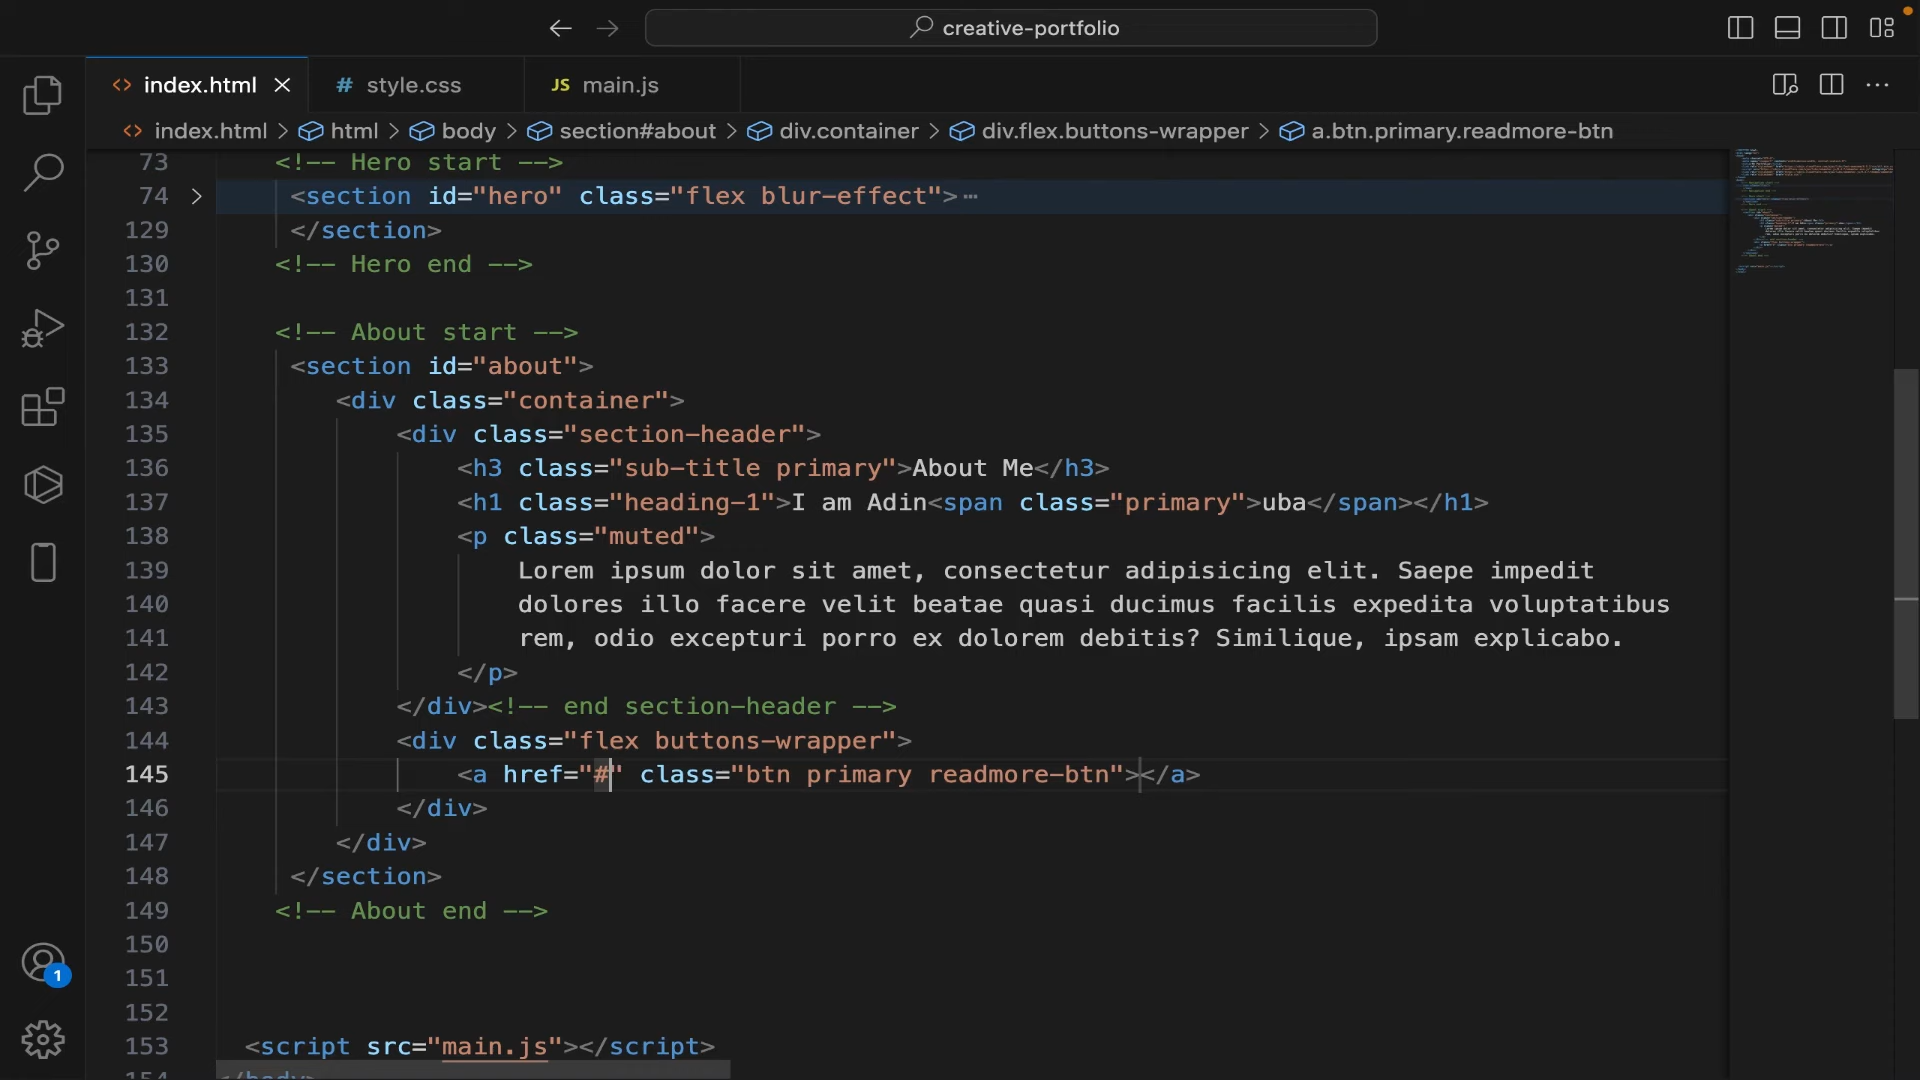 creative-portfolio
index.html
# style.css
JS main.js
index.html > html > body > section#about > div.container > div.flex.buttons-wrapper > a.btn.primary.readmore-btn
73 <!-- Hero start -->
74 <section id="hero" class="flex blur-effect">⋯
129 </section>
130 <!-- Hero end -->
131
132 <!-- About start -->
133 <section id="about">
134 <div class="container">
135 <div class="section-header">
136 <h3 class="sub-title primary">About Me</h3>
137 <h1 class="heading-1">I am Adin<span class="primary">uba</span></h1>
138 <p class="muted">
139 Lorem ipsum dolor sit amet, consectetur adipisicing elit. Saepe impedit
140 dolores illo facere velit beatae quasi ducimus facilis expedita voluptatibus
141 rem, odio excepturi porro ex dolorem debitis? Similique, ipsam explicabo.
142 </p>
143 </div><!-- end section-header -->
144 <div class="flex buttons-wrapper">
145 <a href="#" class="btn primary readmore-btn"></a>
146 </div>
147 </div>
148 </section>
149 <!-- About end -->
150
151
152
153 <script src="main.js"></script>
154 </body>
1